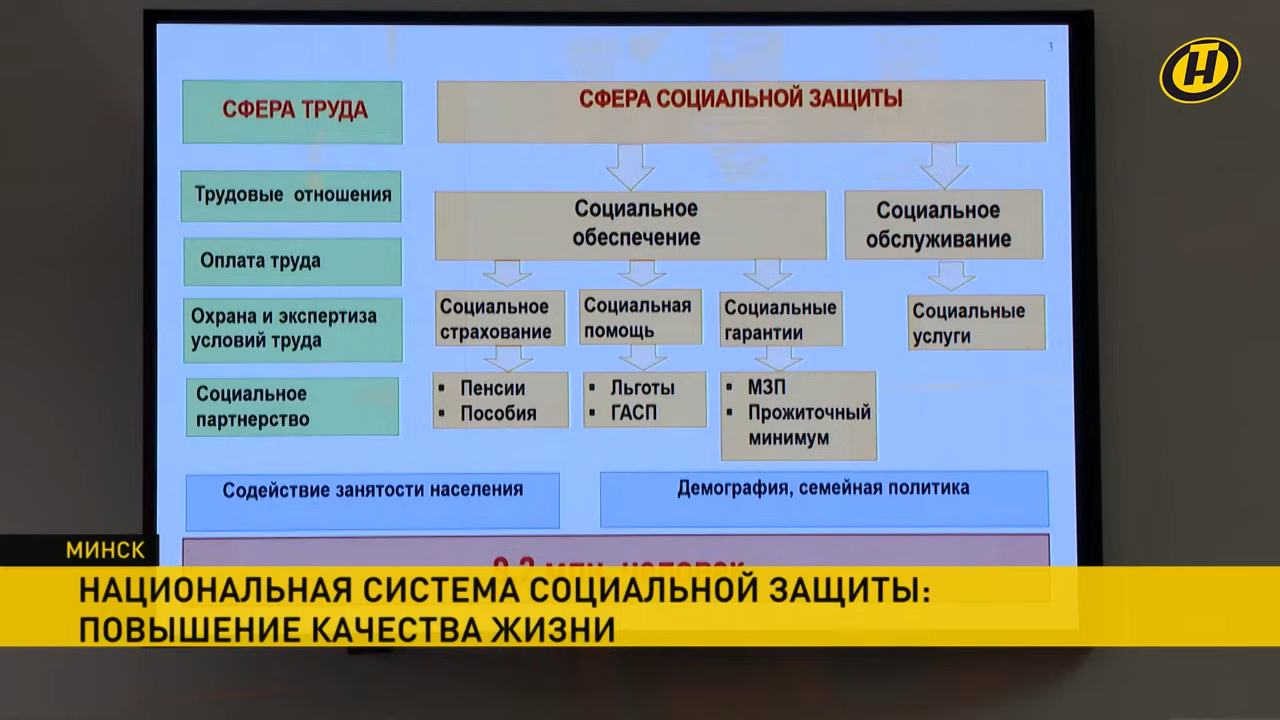 3
СФЕРА ТРУДА
СФЕРА СОЦИАЛЬНОЙ ЗАЩИТЫ
Трудовые отношения
Оплата труда
Охрана и экспертиза
условий труда
Социальное
партнерство
Социальное
обеспечение
Социальное
обслуживание
Социальное
страхование
Социальная
помощь
Социальные
гарантии
Социальные
услуги
▪ Пенсии
▪ Пособия
▪ Льготы
▪ ГАСП
▪ МЗП
▪ Прожиточный
минимум
Содействие занятости населения
Демография, семейная политика
МИНСК
НАЦИОНАЛЬНАЯ СИСТЕМА СОЦИАЛЬНОЙ ЗАЩИТЫ:
ПОВЫШЕНИЕ КАЧЕСТВА ЖИЗНИ